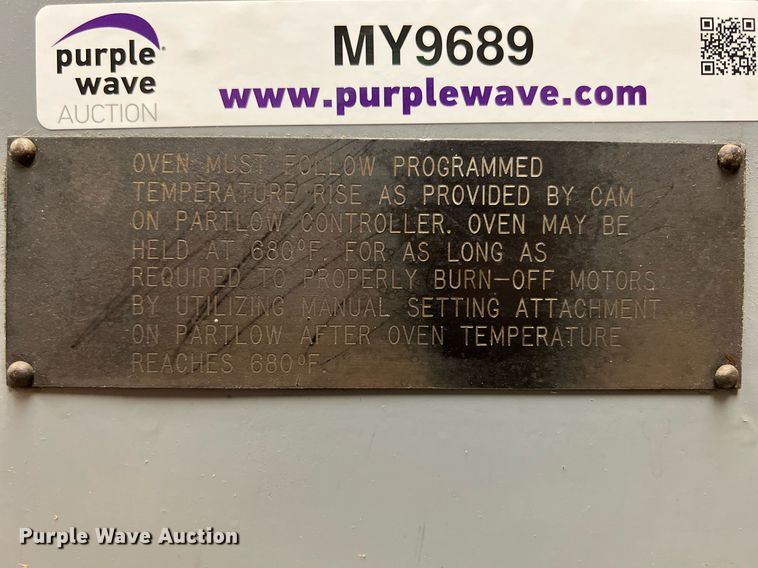 purple
wave
AUCTION
MY9689
www.purplewave.com
OVEN MUST FOLLOW PROGRAMMED
TEMPERATURE RISE AS PROVIDED BY CAM
ON PARTLOW CONTROLLER. OVEN MAY BE
HELD AT 680°F. FOR AS LONG AS
REQUIRED TO PROPERLY BURN-OFF MOTORS
BY UTILIZING MANUAL SETTING ATTACHMENT
ON PARTLOW AFTER OVEN TEMPERATURE
REACHES 680°F.
Purple Wave Auction